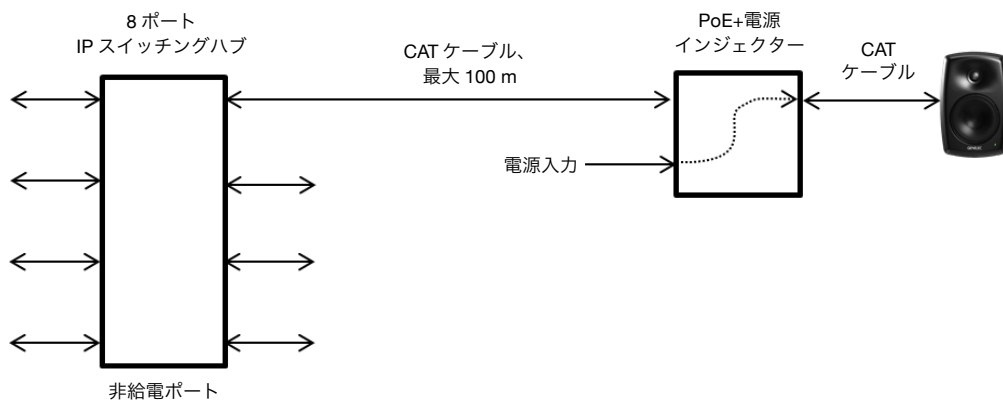 8 ポート
IP スイッチングハブ
CAT ケーブル、
最大 100 m
PoE+電源
インジェクター
CAT
ケーブル
電源入力
非給電ポート